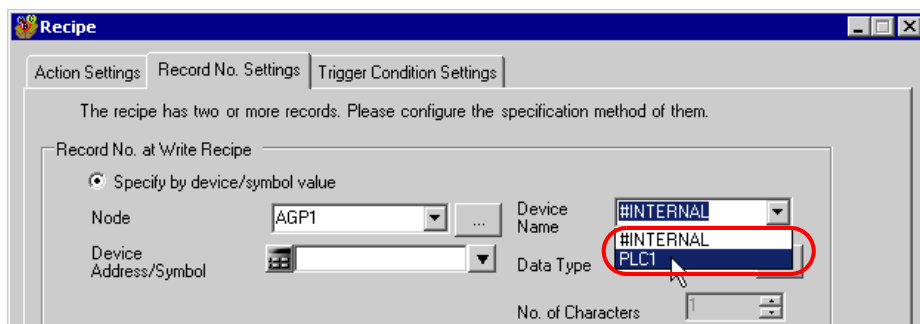 Recipe
Action Settings Record No. Settings Trigger Condition Settings
The recipe has two or more records. Please configure the specification method of them.
Record No. at Write Recipe
Specify by device/symbol value
Node AGP1 ... Device Name #INTERNAL
#INTERNAL
PLC1
Device Address/Symbol Data Type
No. of Characters 1